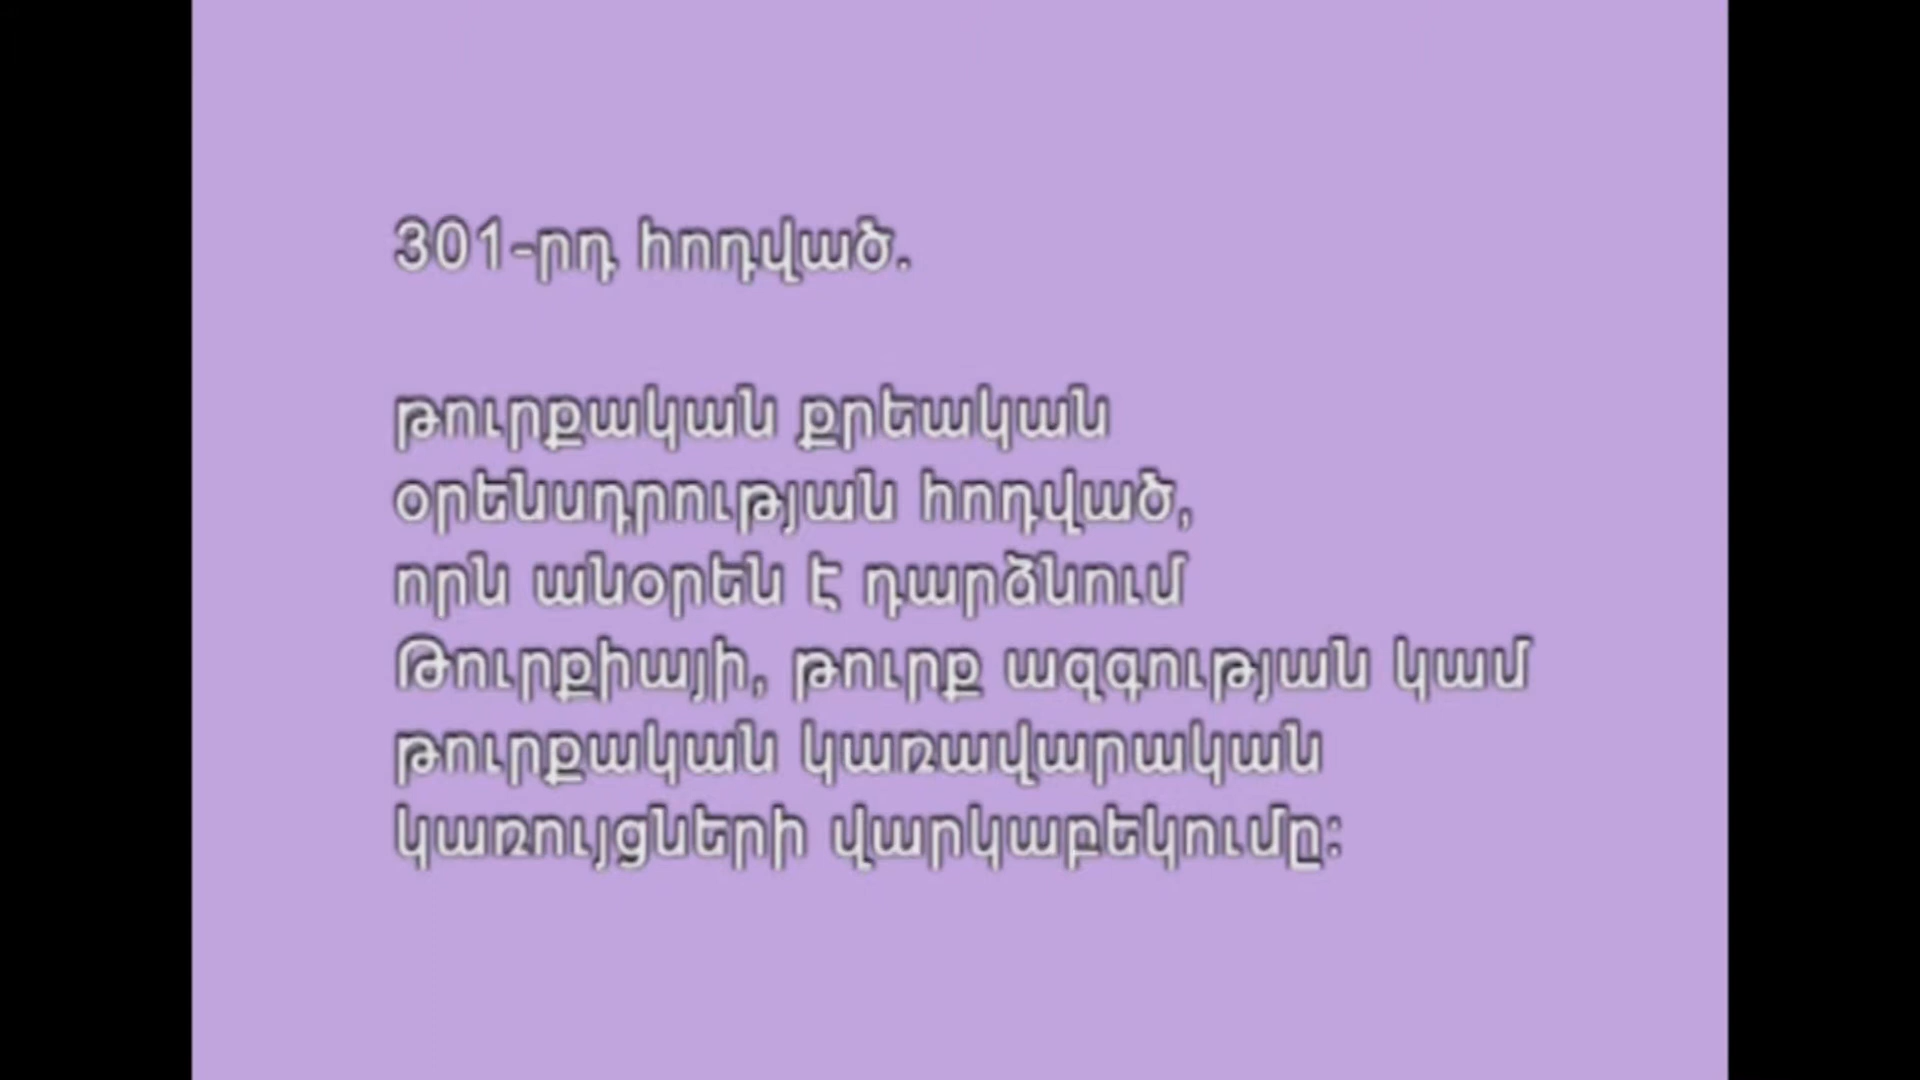 301-րդ հոդված.
թուրքական քրեական
օրենսդրության հոդված,
որն անօրեն է դարձնում
Թուրքիայի, թուրք ազգության կամ
թուրքական կառավարական
կառույցների վարկաբեկումը: